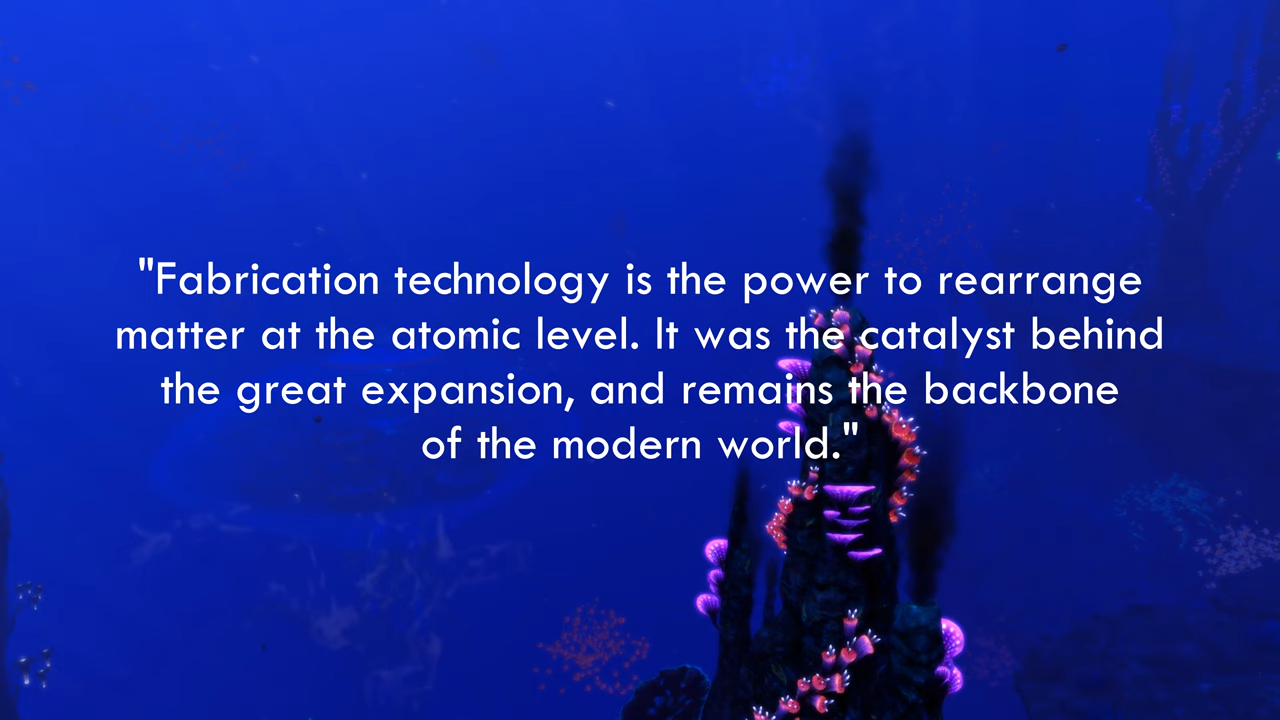 "Fabrication technology is the power to rearrange
matter at the atomic level. It was the catalyst behind
the great expansion, and remains the backbone
of the modern world."